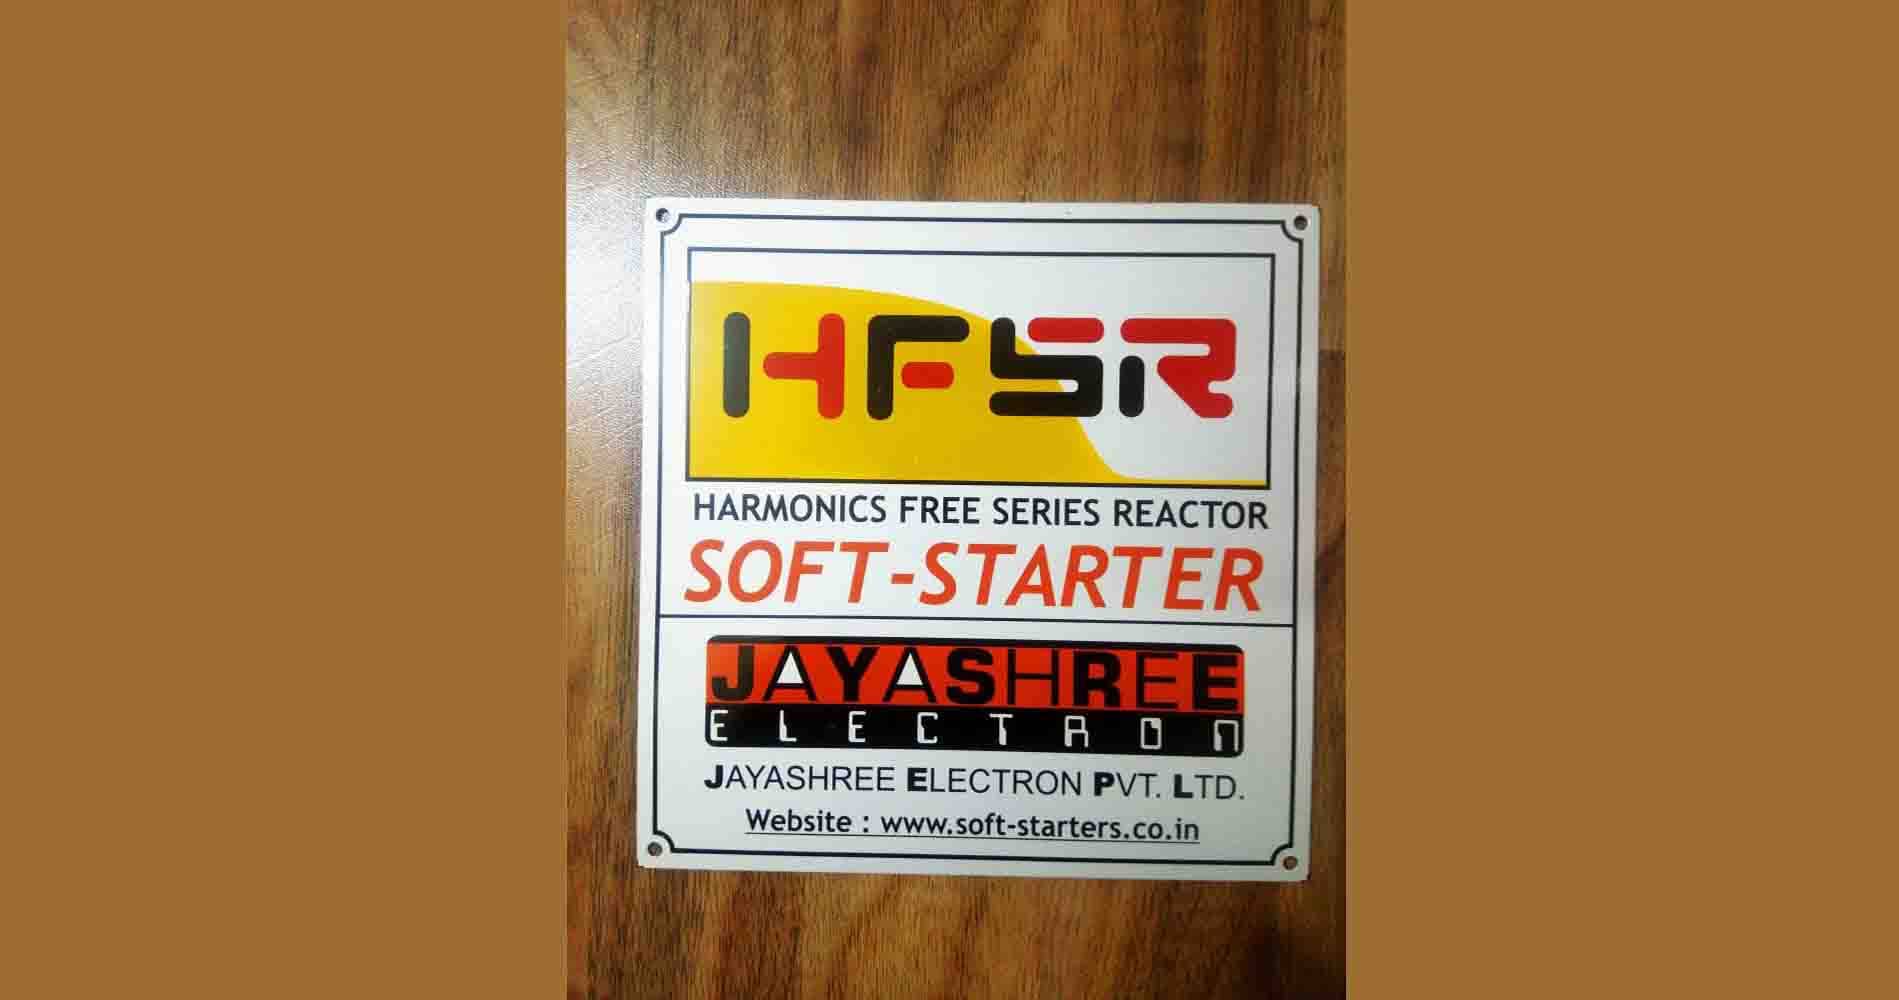 HFSR
HARMONICS FREE SERIES REACTOR
SOFT-STARTER
JAYASHREE
ELECTRON
JAYASHREE ELECTRON PVT. LTD.
Website : www.soft-starters.co.in